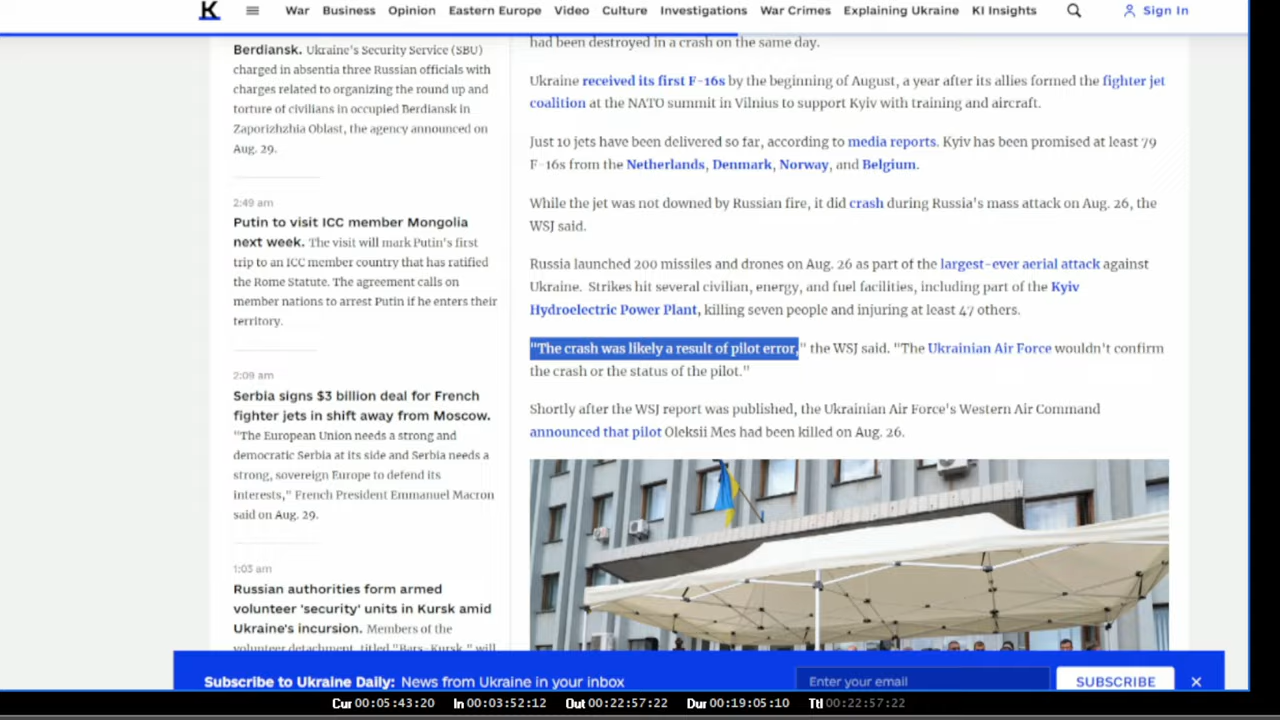 K War Business Opinion Eastern Europe Video Culture Investigations War Crimes Explaining Ukraine KI Insights Sign In
Berdiansk. Ukraine's Security Service (SBU)
charged in absentia three Russian officials with
charges related to organizing the round up and
torture of civilians in occupied Berdiansk in
Zaporizhzhia Oblast, the agency announced on
Aug. 29.
2:49 am
Putin to visit ICC member Mongolia
next week. The visit will mark Putin's first
trip to an ICC member country that has ratified
the Rome Statute. The agreement calls on
member nations to arrest Putin if he enters their
territory.
2:09 am
Serbia signs $3 billion deal for French
fighter jets in shift away from Moscow.
"The European Union needs a strong and
democratic Serbia at its side and Serbia needs a
strong, sovereign Europe to defend its
interests," French President Emmanuel Macron
said on Aug. 29.
1:03 am
Russian authorities form armed
volunteer 'security' units in Kursk amid
Ukraine's incursion. Members of the
volunteer detachment, titled "Bars-Kursk," will
had been destroyed in a crash on the same day.
Ukraine received its first F-16s by the beginning of August, a year after its allies formed the fighter jet
coalition at the NATO summit in Vilnius to support Kyiv with training and aircraft.
Just 10 jets have been delivered so far, according to media reports. Kyiv has been promised at least 79
F-16s from the Netherlands, Denmark, Norway, and Belgium.
While the jet was not downed by Russian fire, it did crash during Russia's mass attack on Aug. 26, the
WSJ said.
Russia launched 200 missiles and drones on Aug. 26 as part of the largest-ever aerial attack against
Ukraine. Strikes hit several civilian, energy, and fuel facilities, including part of the Kyiv
Hydroelectric Power Plant, killing seven people and injuring at least 47 others.
"The crash was likely a result of pilot error," the WSJ said. "The Ukrainian Air Force wouldn't confirm
the crash or the status of the pilot."
Shortly after the WSJ report was published, the Ukrainian Air Force's Western Air Command
announced that pilot Oleksii Mes had been killed on Aug. 26.
Subscribe to Ukraine Daily: News from Ukraine in your inbox Enter your email SUBSCRIBE
Cur 00:05:43:20 In 00:03:52:12 Out 00:22:57:22 Dur 00:19:05:10 Ttl 00:22:57:22